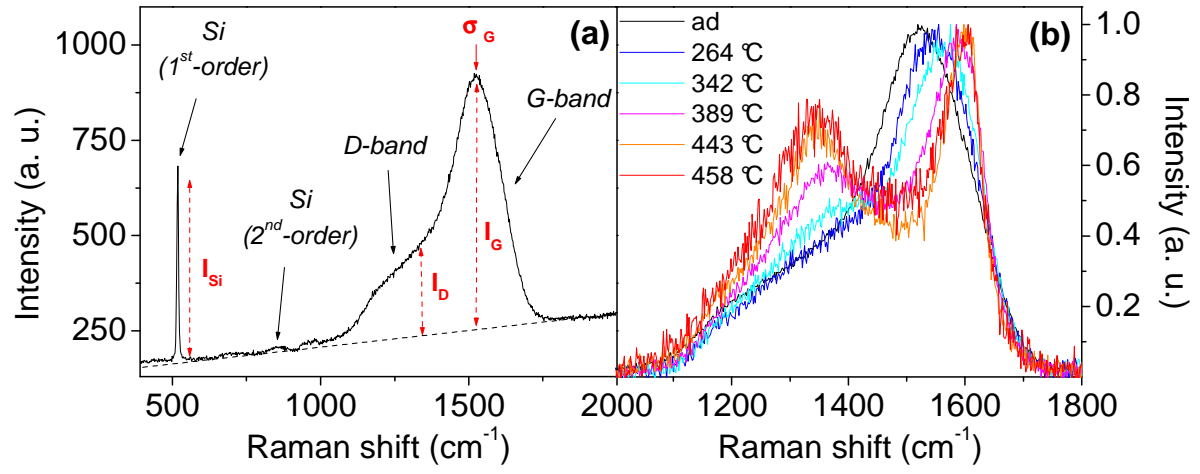 Si
(1st-order)
σG
(a)
G-band
D-band
Si
(2nd-order)
ISi
ID
IG
1000
750
500
250
Intensity (a. u.)
500
1000
1500
2000
Raman shift (cm-1)
ad
264 °C
342 °C
389 °C
443 °C
458 °C
(b)
1.0
0.8
0.6
0.4
0.2
Intensity (a. u.)
1200
1400
1600
1800
Raman shift (cm-1)